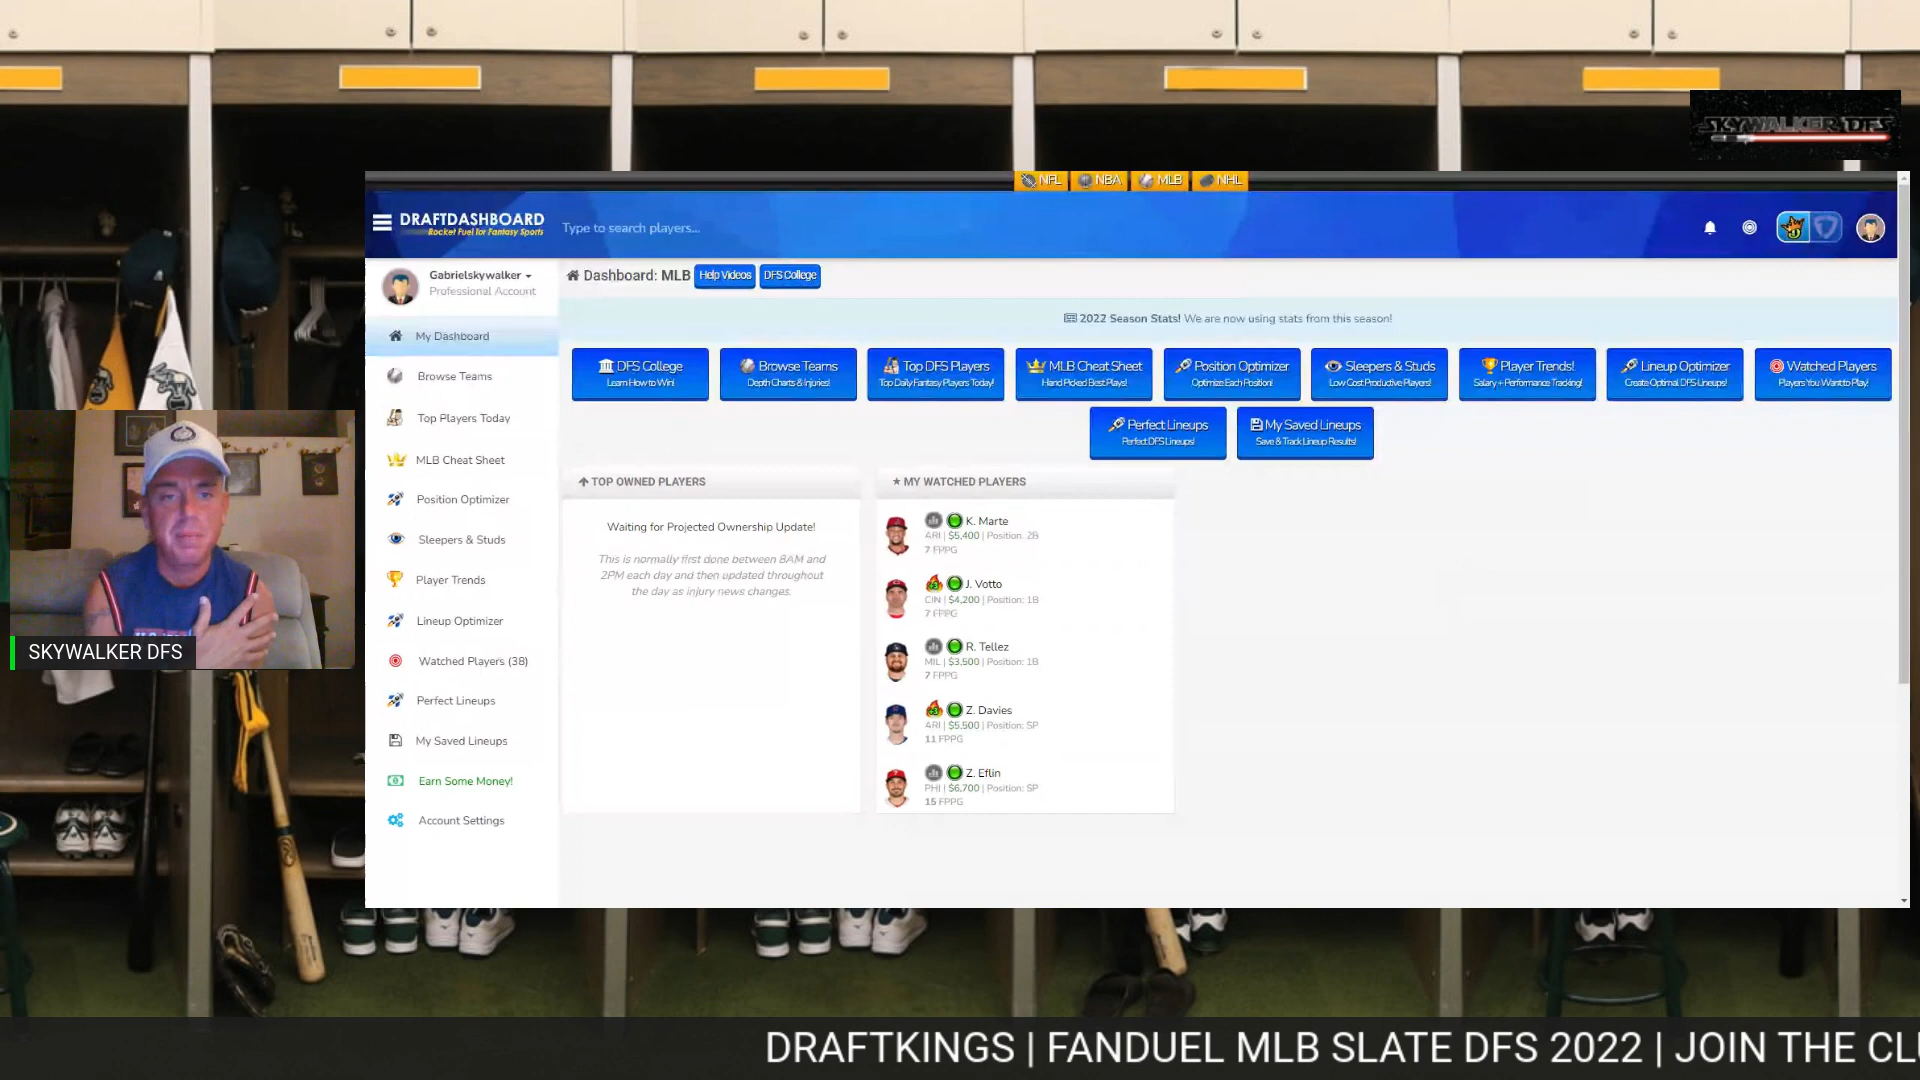 SKYWALKER DFS
NFL NBA MLB NHL
DRAFTDASHBOARD
Rocket Fuel for Fantasy Sports
Type to search players...
Gabrielskywalker
Professional Account
My Dashboard
Browse Teams
Top Players Today
MLB Cheat Sheet
Position Optimizer
Sleepers & Studs
Player Trends
Lineup Optimizer
Watched Players (38)
Perfect Lineups
My Saved Lineups
Earn Some Money!
Account Settings
Dashboard: MLB Help Videos DFS College
2022 Season Stats! We are now using stats from this season!
DFS College
Learn How to Win!
Browse Teams
Depth Charts & Injuries!
Top DFS Players
Top Daily Fantasy Players Today!
MLB Cheat Sheet
Hand Picked Best Plays!
Position Optimizer
Optimize Each Position!
Sleepers & Studs
Low Cost Productive Players!
Player Trends!
Salary + Performance Tracking!
Lineup Optimizer
Create Optimal DFS Lineups!
Watched Players
Players You Want to Play!
Perfect Lineups
Perfect DFS Lineups!
My Saved Lineups
Save & Track Lineup Results!
TOP OWNED PLAYERS
Waiting for Projected Ownership Update!
This is normally first done between 8AM and
2PM each day and then updated throughout
the day as injury news changes.
MY WATCHED PLAYERS
K. Marte
ARI | $5,400 | Position: 2B
7 FPPG
J. Votto
CIN | $4,200 | Position: 1B
7 FPPG
R. Tellez
MIL | $3,500 | Position: 1B
7 FPPG
Z. Davies
ARI | $5,500 | Position: SP
11 FPPG
Z. Eflin
PHI | $6,700 | Position: SP
15 FPPG
SKYWALKER DFS
DRAFTKINGS | FANDUEL MLB SLATE DFS 2022 | JOIN THE CLU